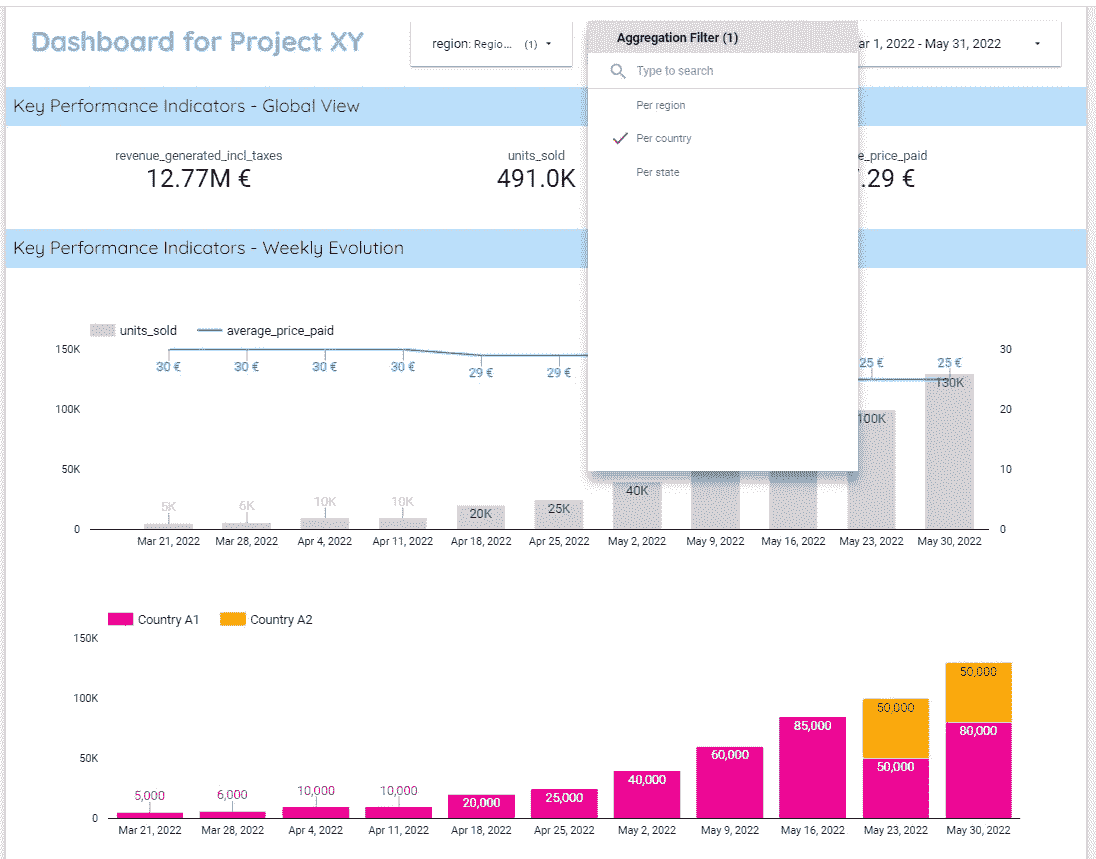 Dashboard for Project XY
region: Regio... (1)
Aggregation Filter (1)
ar 1, 2022 - May 31, 2022
Type to search
Per region
Per country
Per state
Key Performance Indicators - Global View
revenue_generated_incl_taxes
12.77M €
units_sold
491.0K
e_price_paid
.29 €
Key Performance Indicators - Weekly Evolution
units_sold average_price_paid
150K
100K
50K
0
30
20
10
0
30 € 30 € 30 € 30 € 29 € 29 € 25 € 25 €
5K 6K 10K 10K 20K 25K 40K 100K 130K
Mar 21, 2022 Mar 28, 2022 Apr 4, 2022 Apr 11, 2022 Apr 18, 2022 Apr 25, 2022 May 2, 2022 May 9, 2022 May 16, 2022 May 23, 2022 May 30, 2022
Country A1 Country A2
150K
100K
50K
0
50,000 50,000
5,000 6,000 10,000 10,000 20,000 25,000 40,000 60,000 85,000 50,000 80,000
Mar 21, 2022 Mar 28, 2022 Apr 4, 2022 Apr 11, 2022 Apr 18, 2022 Apr 25, 2022 May 2, 2022 May 9, 2022 May 16, 2022 May 23, 2022 May 30, 2022